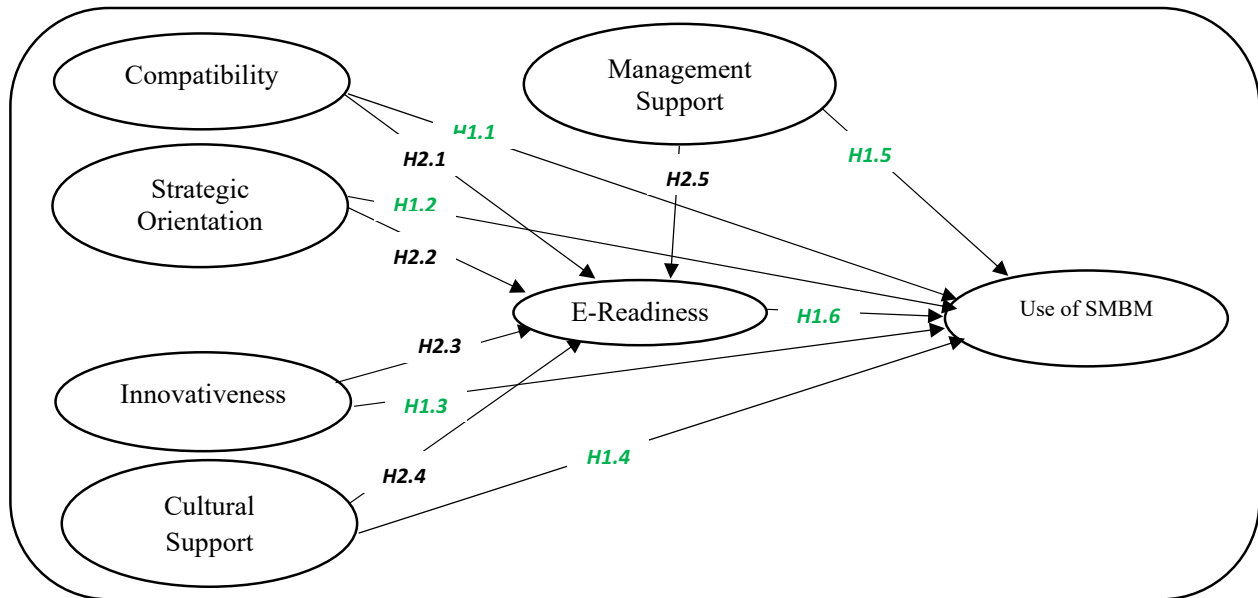 Compatibility
Management
Support
H1.1
H1.5
H2.1
H2.5
Strategic
Orientation
H1.2
H2.2
E-Readiness
H1.6
Use of SMBM
H2.3
Innovativeness
H1.3
H1.4
H2.4
Cultural
Support